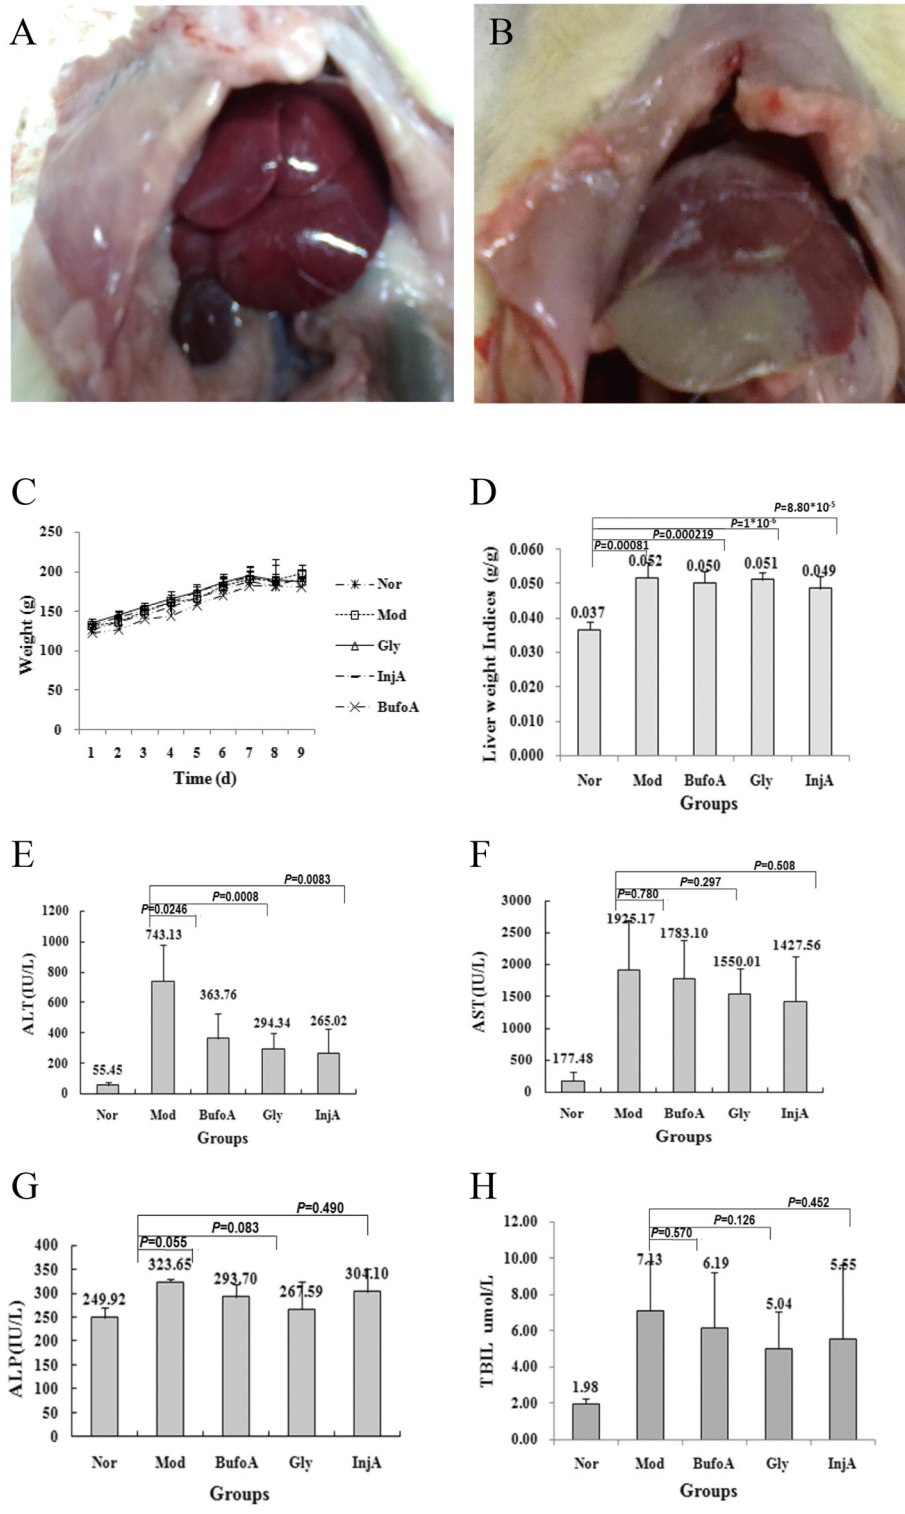 A
B
C
250
200
150
100
50
0
Weight (g)
1 2 3 4 5 6 7 8 9
Time (d)
Nor
Mod
Gly
InjA
BufoA
D
P=8.80*10-5
P=1*10-6
P=0.000219
P=0.00081
0.060
0.050
0.040
0.030
0.020
0.010
0.000
Liver weight Indices (g/g)
0.037
0.052
0.050
0.051
0.049
Nor Mod BufoA Gly InjA
Groups
E
P=0.0083
P=0.0008
P=0.0246
1200
1000
800
600
400
200
0
ALT(IU/L)
55.45
743.13
363.76
294.34
265.02
Nor Mod BufoA Gly InjA
Groups
F
P=0.508
P=0.297
P=0.780
3000
2500
2000
1500
1000
500
0
AST(IU/L)
177.48
1925.17
1783.10
1550.01
1427.56
Nor Mod BufoA Gly InjA
Groups
G
P=0.490
P=0.083
P=0.055
400
350
300
250
200
150
100
50
0
ALP(IU/L)
249.92
323.65
293.70
267.59
304.10
Nor Mod BufoA Gly InjA
Groups
H
P=0.452
P=0.126
P=0.570
12.00
10.00
8.00
6.00
4.00
2.00
0.00
TBIL umol/L
1.98
7.13
6.19
5.04
5.55
Nor Mod BufoA Gly InjA
Groups